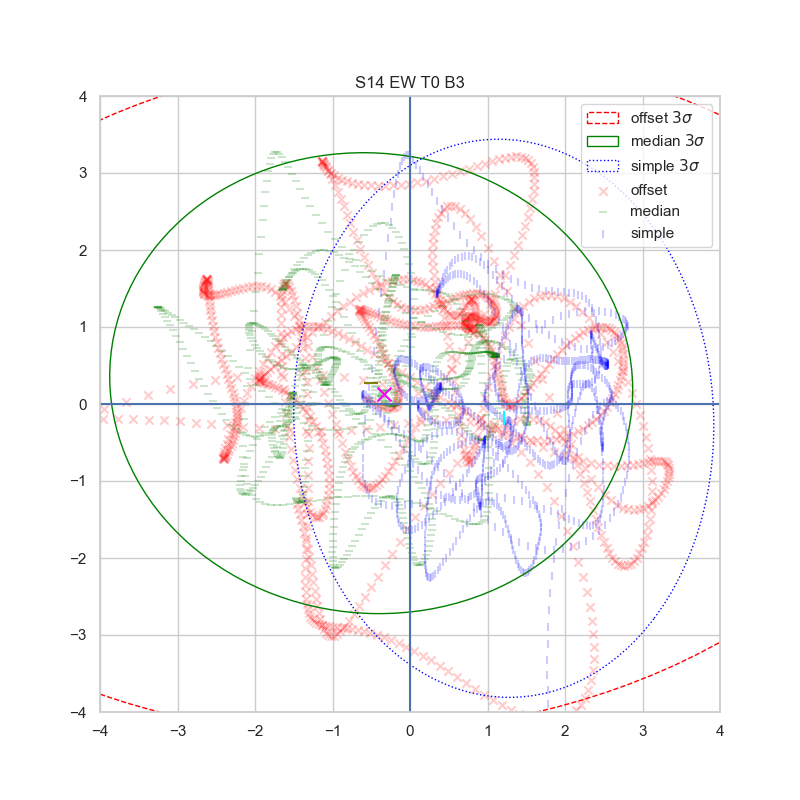 S14 EW T0 B3
offset 3σ
median 3σ
simple 3σ
offset
median
simple
4
3
2
1
0
−1
−2
−3
−4
−4 −3 −2 −1 0 1 2 3 4